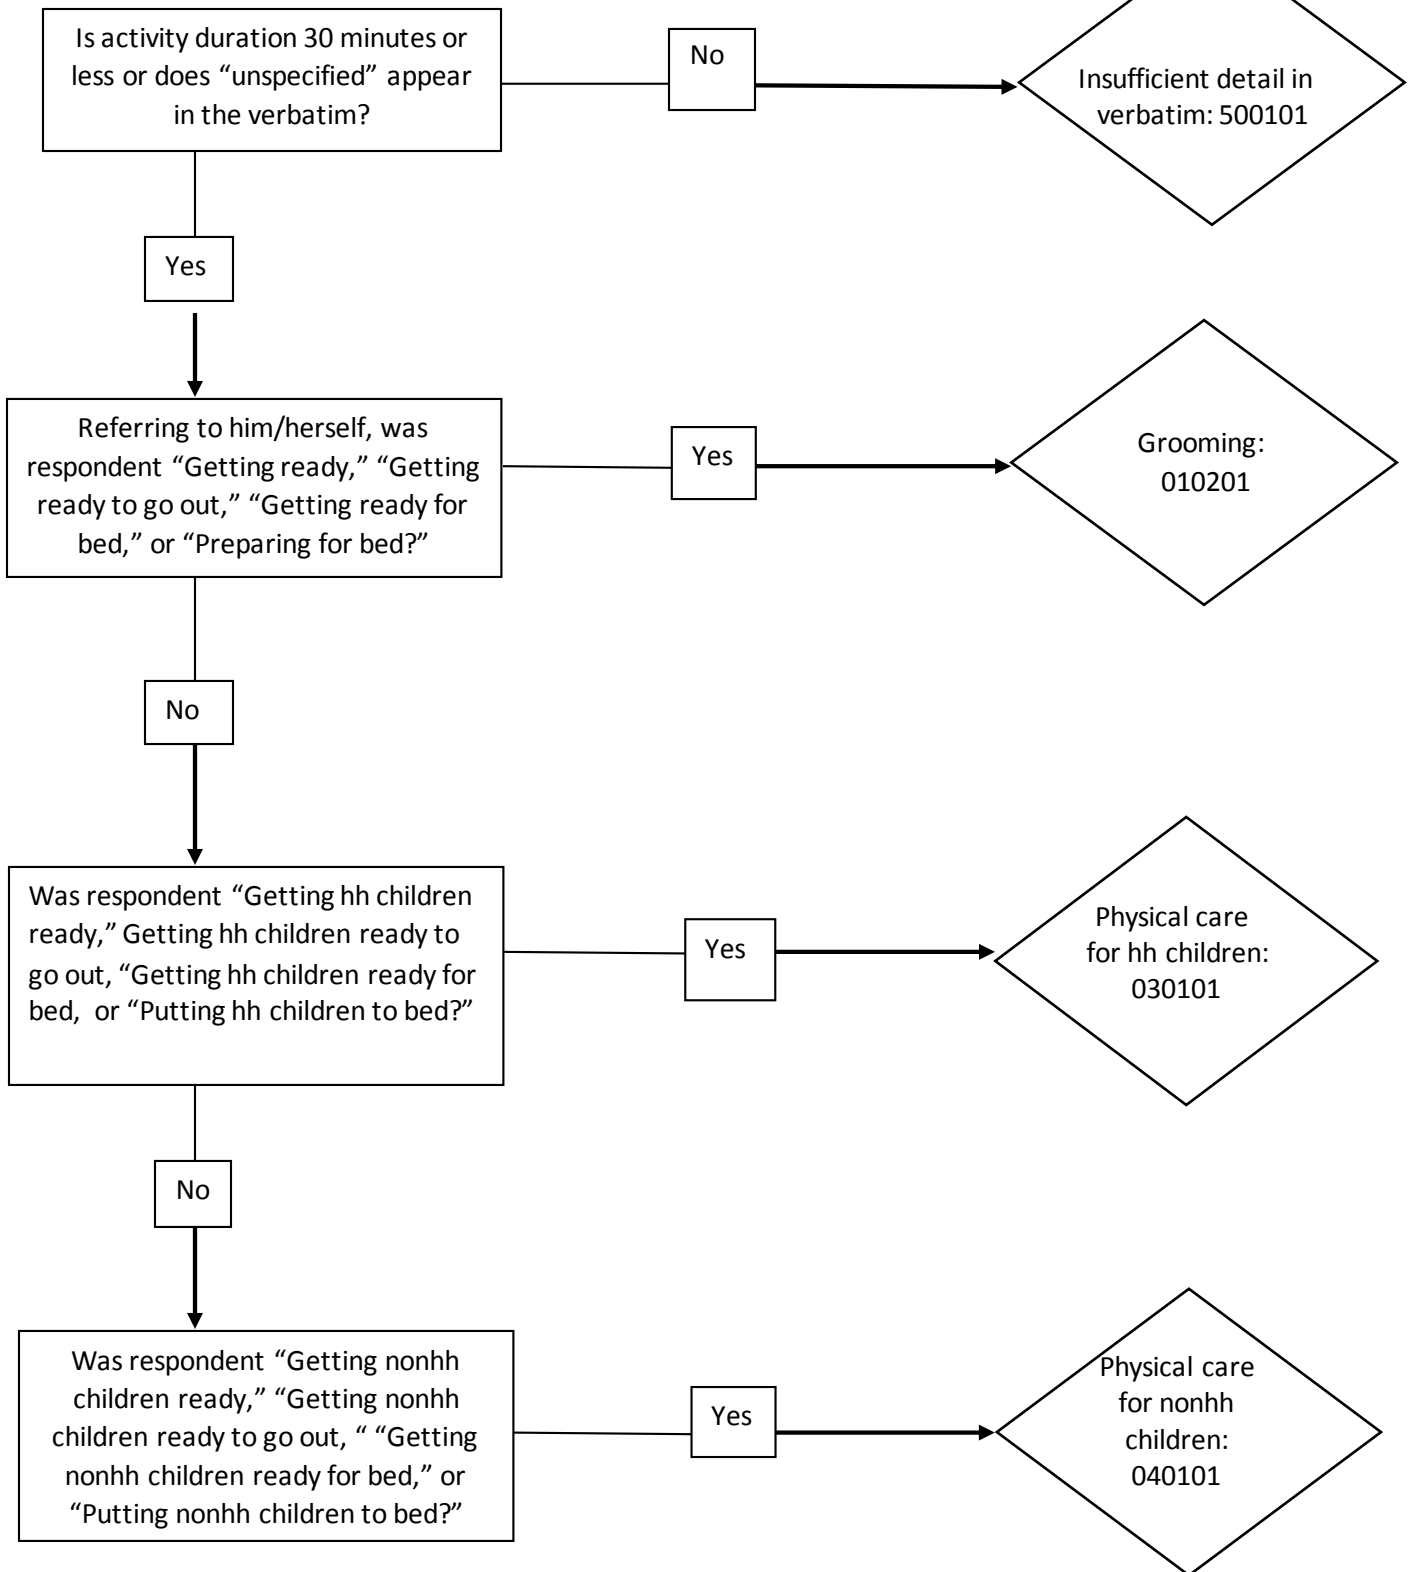 Is activity duration 30 minutes or
less or does “unspecified” appear
in the verbatim?
No
Insufficient detail in
verbatim: 500101
Yes
Referring to him/herself, was
respondent “Getting ready,” “Getting
ready to go out,” “Getting ready for
bed,” or “Preparing for bed?”
Yes
Grooming:
010201
No
Was respondent “Getting hh children
ready,” Getting hh children ready to
go out, “Getting hh children ready for
bed, or “Putting hh children to bed?”
Yes
Physical care
for hh children:
030101
No
Was respondent “Getting nonhh
children ready,” “Getting nonhh
children ready to go out, “ “Getting
nonhh children ready for bed,” or
“Putting nonhh children to bed?”
Yes
Physical care
for nonhh
children:
040101